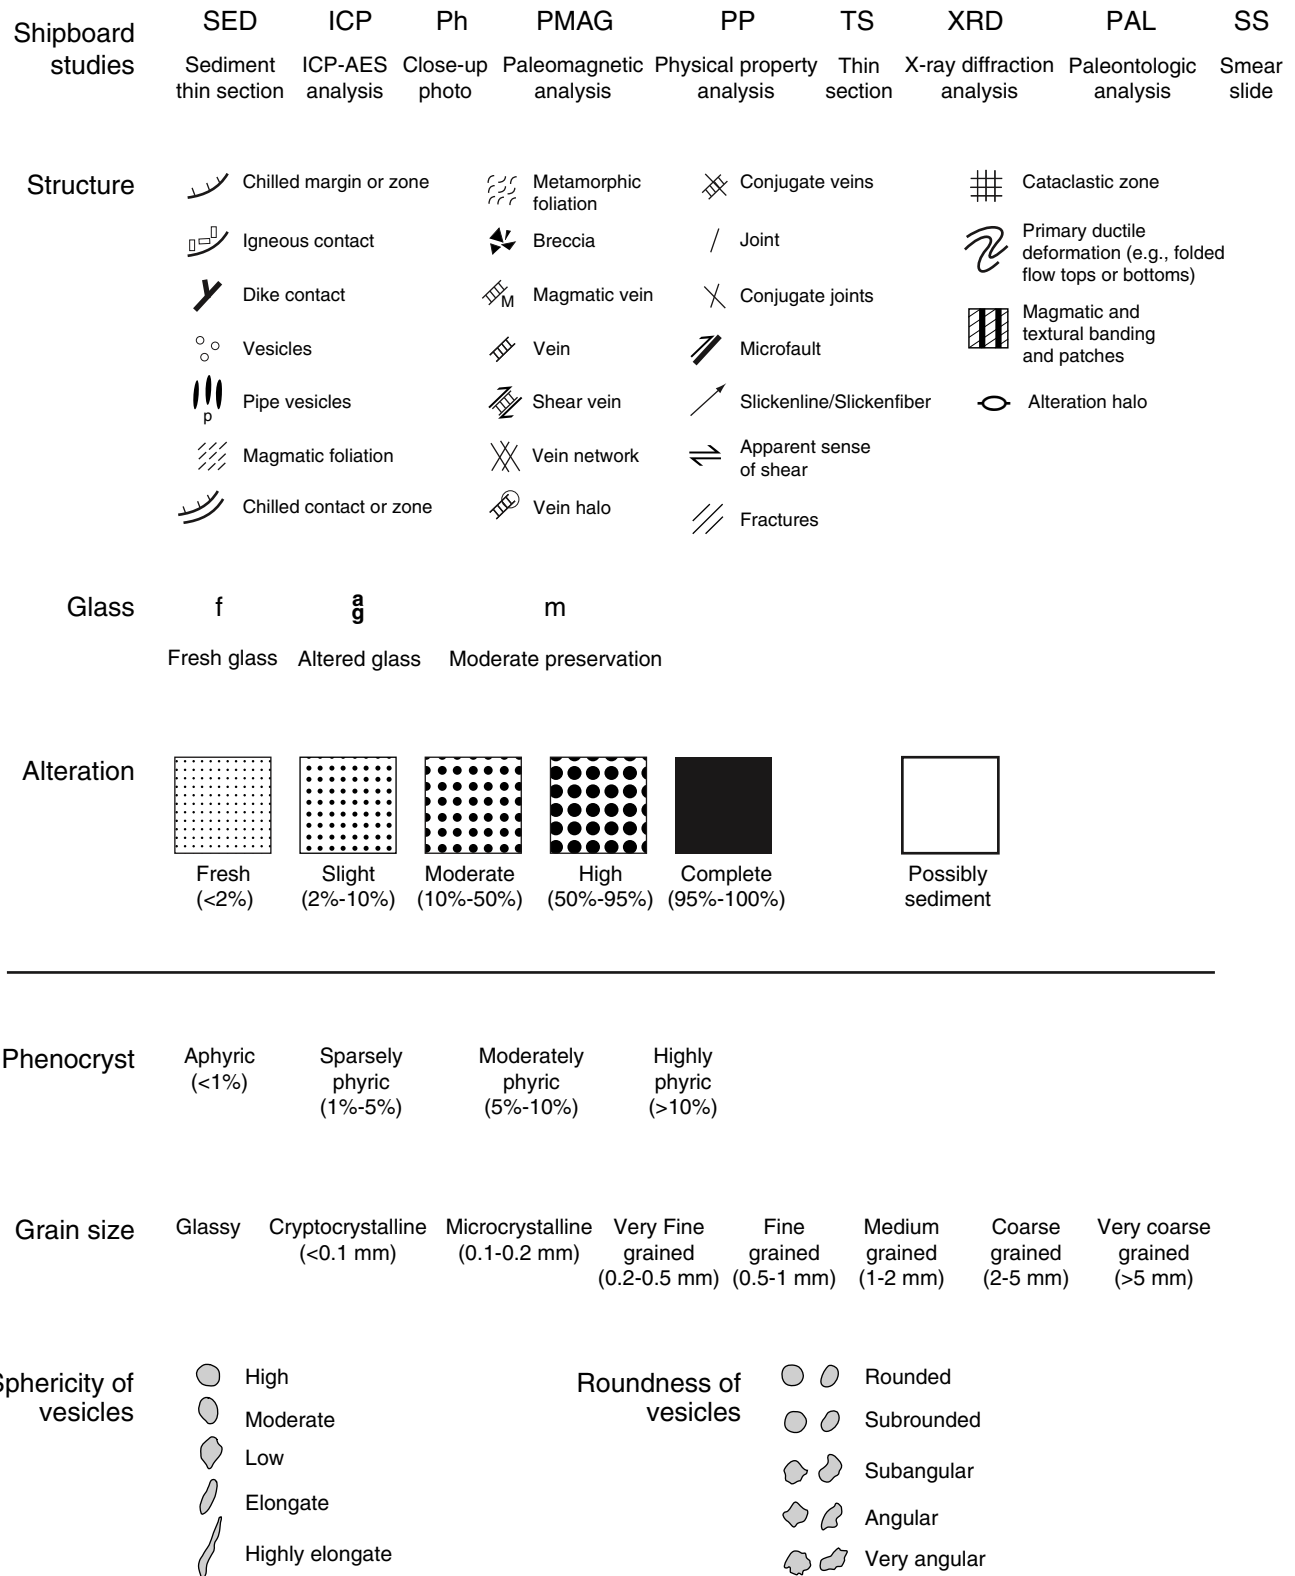 Shipboard studies
SED ICP Ph PMAG PP TS XRD PAL SS
Sediment thin section
ICP-AES analysis
Close-up photo
Paleomagnetic analysis
Physical property analysis
Thin section
X-ray diffraction analysis
Paleontologic analysis
Smear slide
Structure
Chilled margin or zone
Igneous contact
Dike contact
Vesicles
p
Pipe vesicles
Magmatic foliation
Chilled contact or zone
Metamorphic
foliation
Breccia
M
Magmatic vein
Vein
Shear vein
Vein network
Vein halo
Conjugate veins
Joint
Conjugate joints
Microfault
Slickenline/Slickenfiber
Apparent sense
of shear
Fractures
Cataclastic zone
Primary ductile
deformation (e.g., folded
flow tops or bottoms)
Magmatic and
textural banding
and patches
Alteration halo
Glass
f
Fresh glass
a
g
Altered glass
m
Moderate preservation
Alteration
Fresh
(<2%)
Slight
(2%-10%)
Moderate
(10%-50%)
High
(50%-95%)
Complete
(95%-100%)
Possibly
sediment
Phenocryst
Aphyric
(<1%)
Sparsely
phyric
(1%-5%)
Moderately
phyric
(5%-10%)
Highly
phyric
(>10%)
Grain size
Glassy
Cryptocrystalline
(<0.1 mm)
Microcrystalline
(0.1-0.2 mm)
Very Fine
grained
(0.2-0.5 mm)
Fine
grained
(0.5-1 mm)
Medium
grained
(1-2 mm)
Coarse
grained
(2-5 mm)
Very coarse
grained
(>5 mm)
Sphericity of
vesicles
High
Moderate
Low
Elongate
Highly elongate
Roundness of
vesicles
Rounded
Subrounded
Subangular
Angular
Very angular